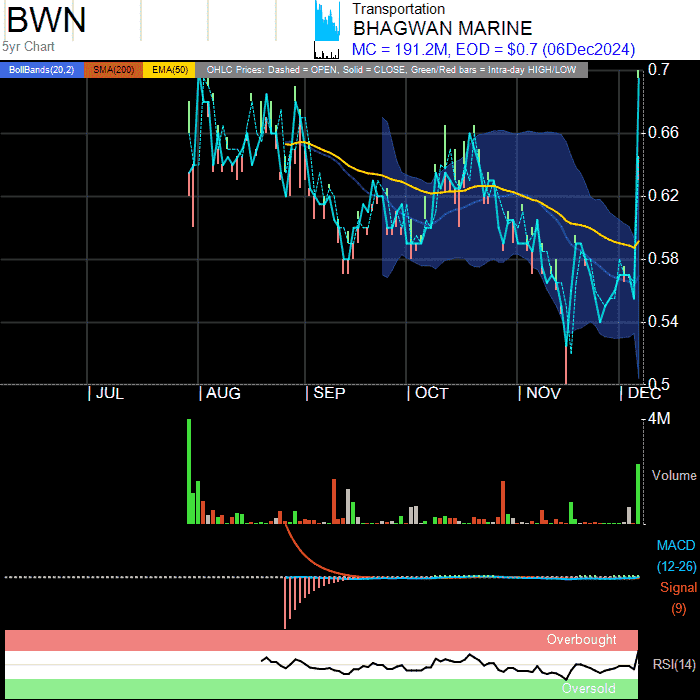 BWN
5yr Chart
Transportation
BHAGWAN MARINE
MC = 191.2M, EOD = $0.7 (06Dec2024)
BollBands(20,2) SMA(200) EMA(50) OHLC Prices: Dashed = OPEN, Solid = CLOSE, Green/Red bars = Intra-day HIGH/LOW
0.7
0.66
0.62
0.58
0.54
0.5
JUL AUG SEP OCT NOV DEC
4M
Volume
MACD
(12-26)
Signal
(9)
Overbought
RSI(14)
Oversold